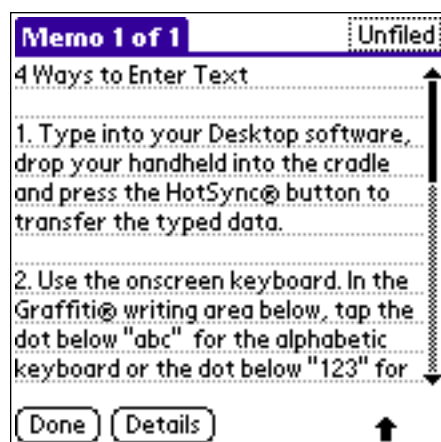 Memo 1 of 1
Unfiled
4 Ways to Enter Text
1. Type into your Desktop software,
drop your handheld into the cradle
and press the HotSync® button to
transfer the typed data.
2. Use the onscreen keyboard. In the
Graffiti® writing area below, tap the
dot below "abc" for the alphabetic
keyboard or the dot below "123" for
Done Details